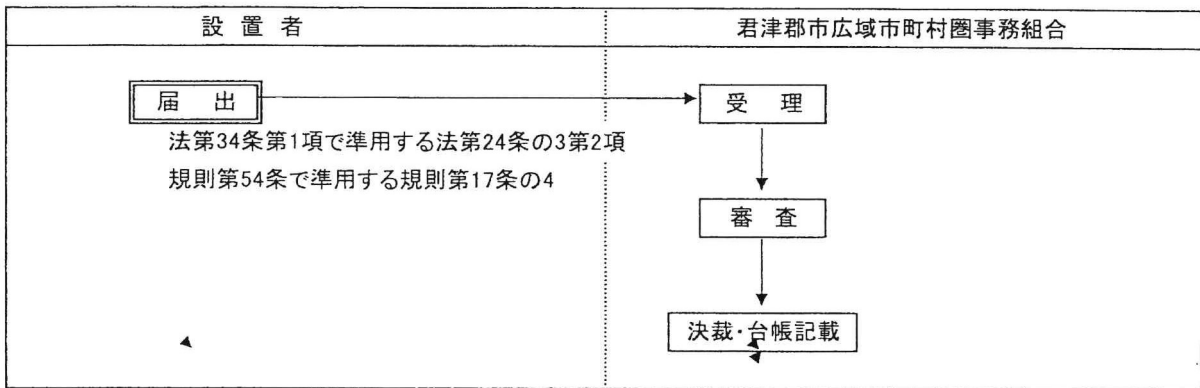 設置者
君津郡市広域市町村圏事務組合
届出
受理
法第34条第1項で準用する法第24条の3第2項
規則第54条で準用する規則第17条の4
審査
決裁・台帳記載